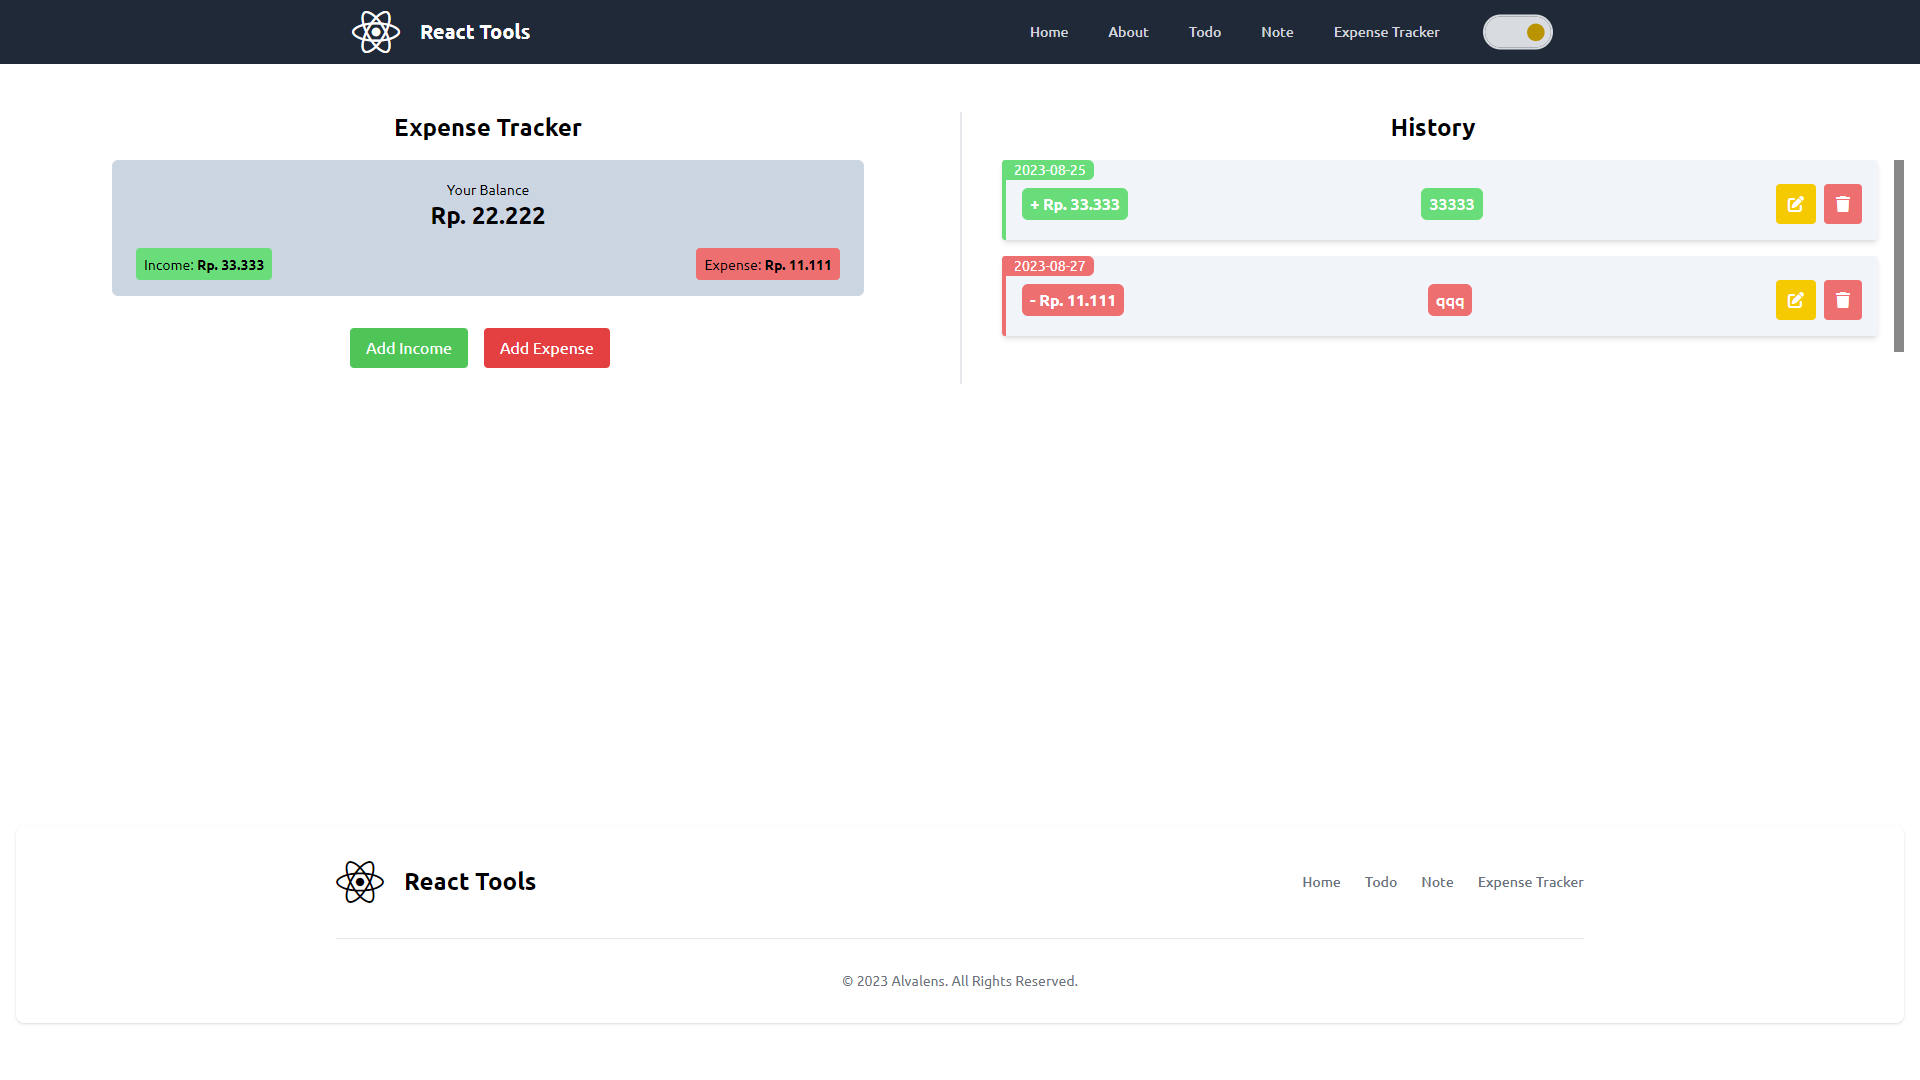 React Tools
Home About Todo Note Expense Tracker
Expense Tracker
Your Balance
Rp. 22.222
Income: Rp. 33.333
Expense: Rp. 11.111
Add Income
Add Expense
History
2023-08-25
+ Rp. 33.333
33333
2023-08-27
- Rp. 11.111
qqq
React Tools
Home Todo Note Expense Tracker
© 2023 Alvalens. All Rights Reserved.